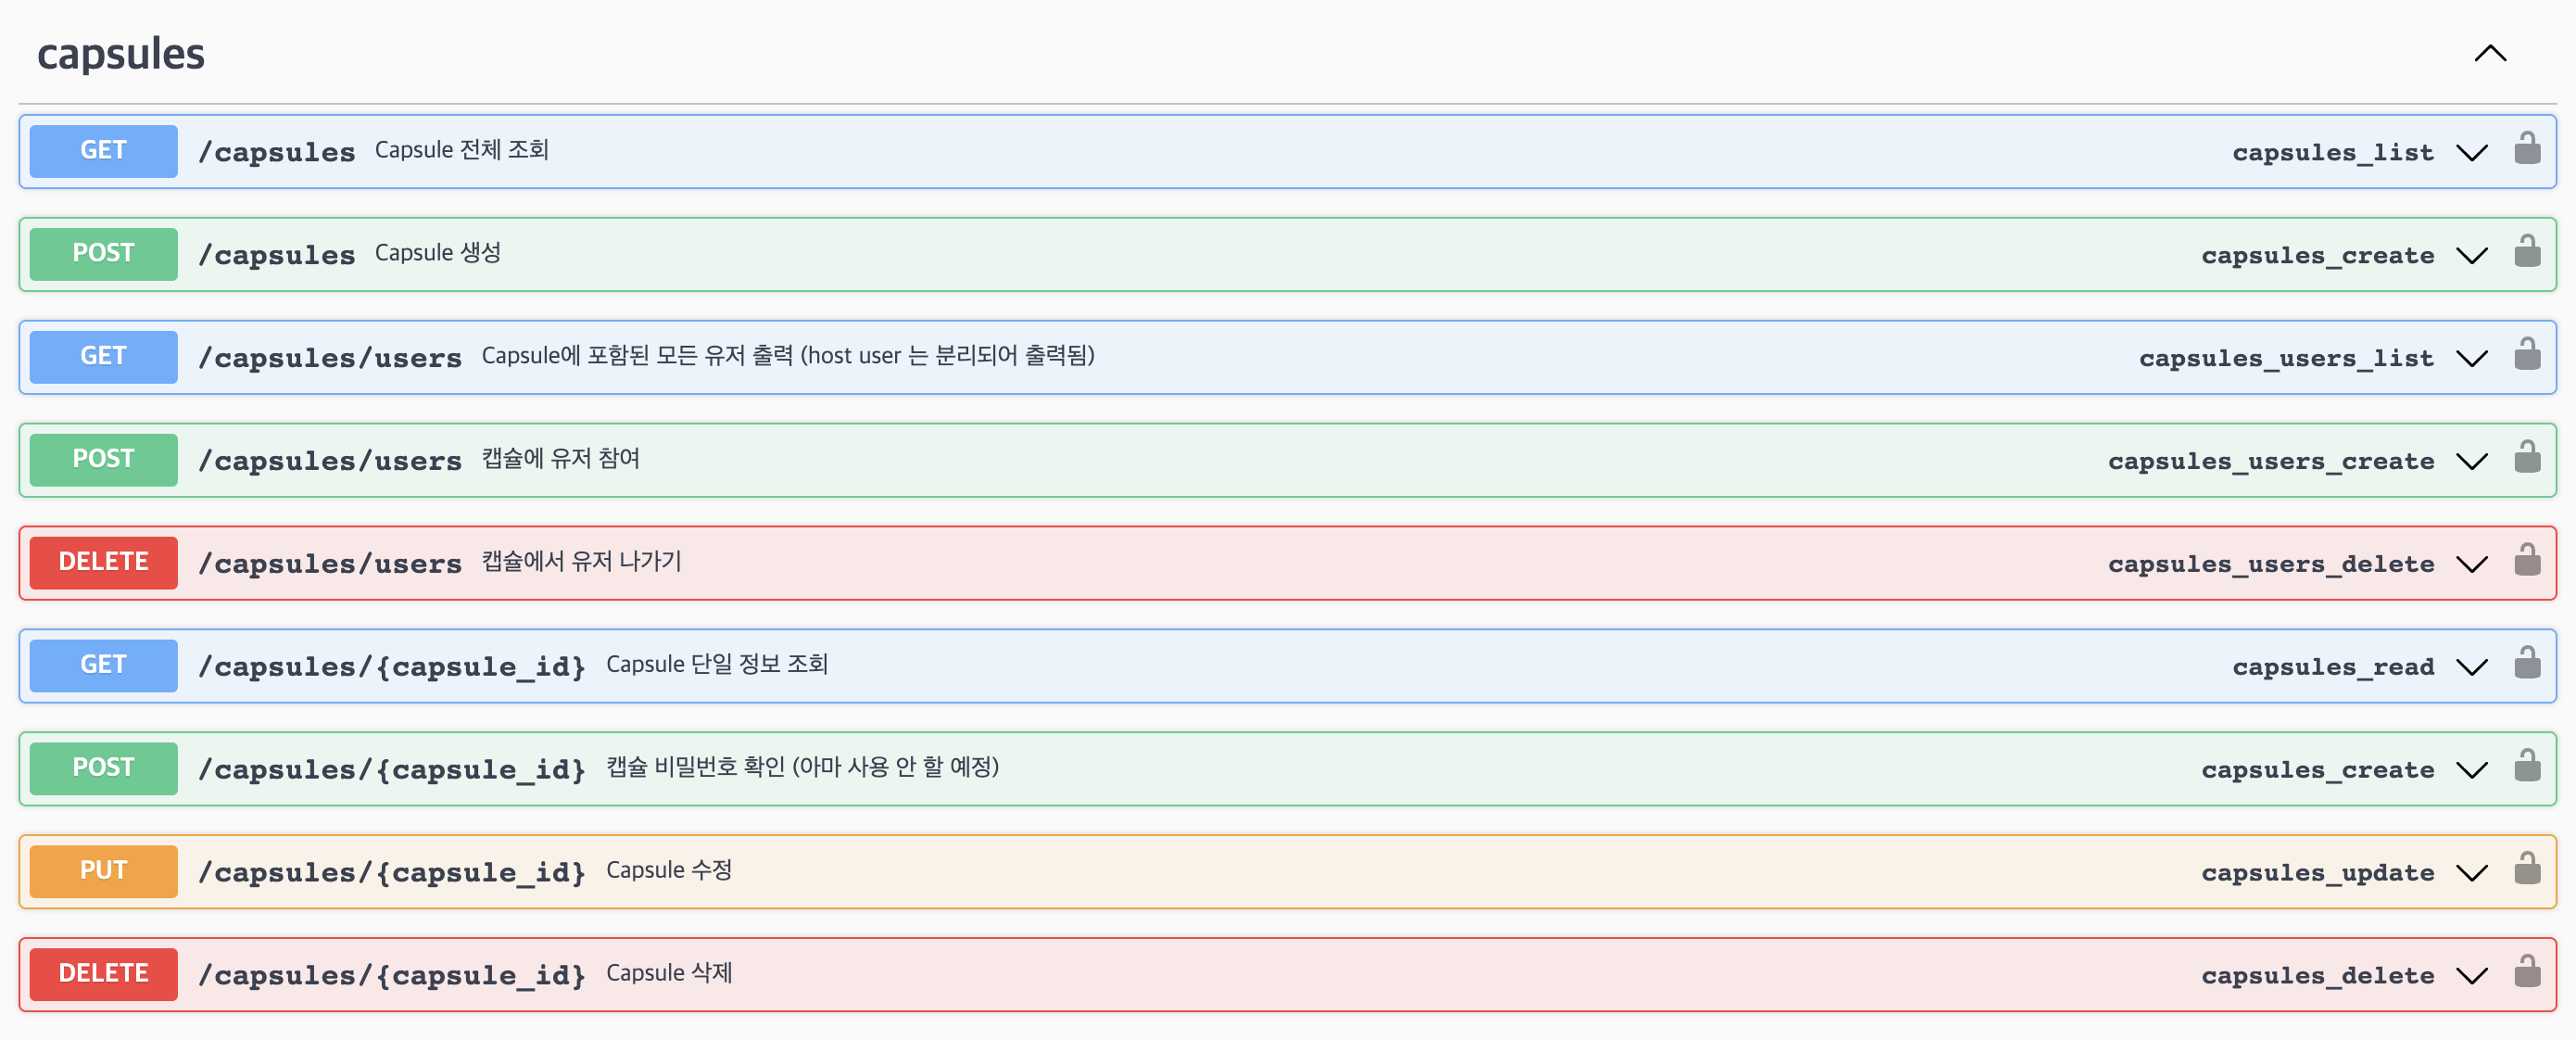 capsules
GET /capsules Capsule 전체 조회 capsules_list
POST /capsules Capsule 생성 capsules_create
GET /capsules/users Capsule에 포함된 모든 유저 출력 (host user 는 분리되어 출력됨) capsules_users_list
POST /capsules/users 캡슐에 유저 참여 capsules_users_create
DELETE /capsules/users 캡슐에서 유저 나가기 capsules_users_delete
GET /capsules/{capsule_id} Capsule 단일 정보 조회 capsules_read
POST /capsules/{capsule_id} 캡슐 비밀번호 확인 (아마 사용 안 할 예정) capsules_create
PUT /capsules/{capsule_id} Capsule 수정 capsules_update
DELETE /capsules/{capsule_id} Capsule 삭제 capsules_delete